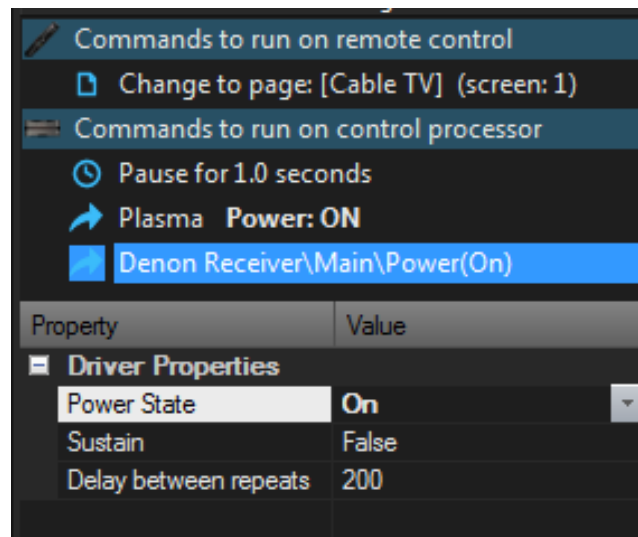 Commands to run on remote control
Change to page: [Cable TV] (screen: 1)
Commands to run on control processor
Pause for 1.0 seconds
Plasma Power: ON
Denon Receiver\Main\Power(On)
Property Value
Driver Properties
Power State On
Sustain False
Delay between repeats 200